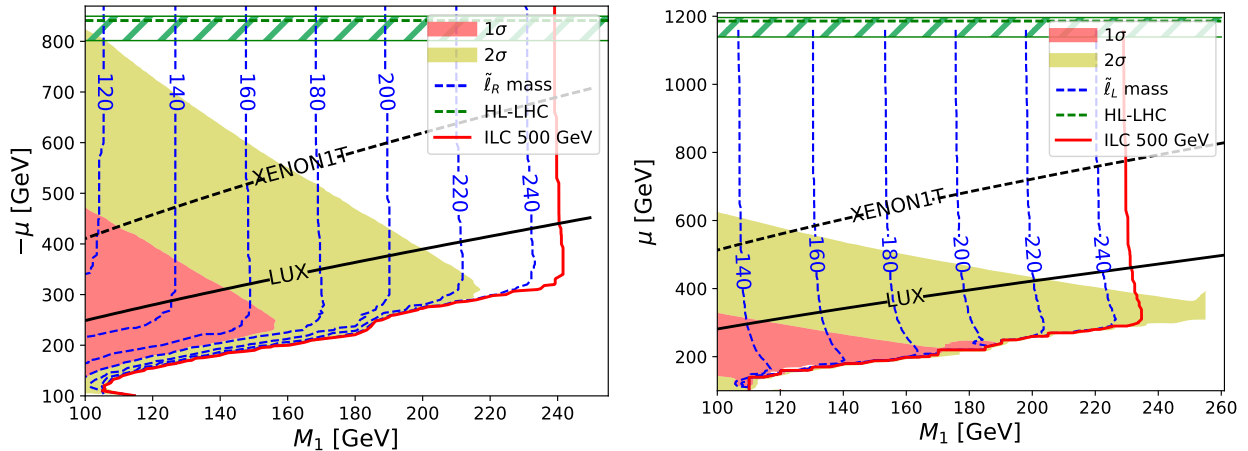 800
700
600
500
400
300
200
100
−μ [GeV]
100 120 140 160 180 200 220 240
M₁ [GeV]
120
140
160
180
200
220
240
XENON1T
LUX
1σ
2σ
ℓ̃_R mass
HL-LHC
ILC 500 GeV
1200
1000
800
600
400
200
μ [GeV]
100 120 140 160 180 200 220 240 260
M₁ [GeV]
140
160
180
200
220
240
XENON1T
LUX
1σ
2σ
ℓ̃_L mass
HL-LHC
ILC 500 GeV